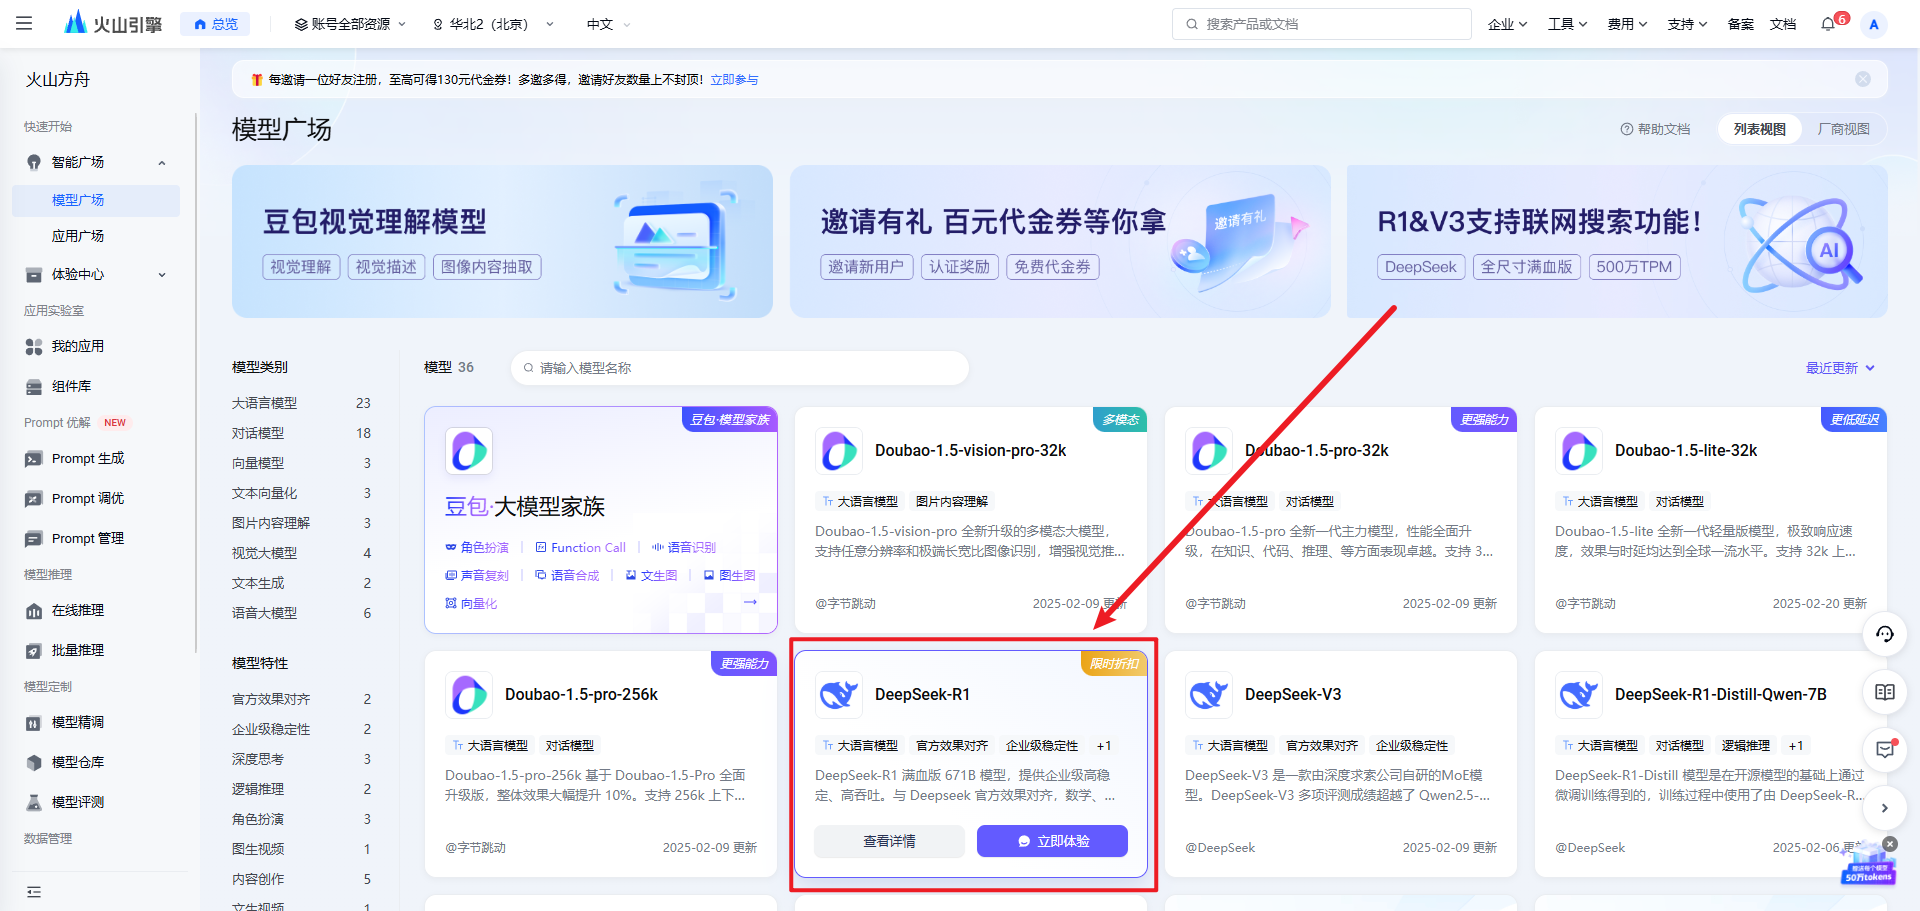 火山引擎
总览
账号全部资源
华北2（北京）
中文
搜索产品或文档
企业
工具
费用
支持
备案
文档
6
A
火山方舟
快速开始
智能广场
模型广场
应用广场
体验中心
应用实验室
我的应用
组件库
Prompt 优解 NEW
Prompt 生成
Prompt 调优
Prompt 管理
模型推理
在线推理
批量推理
模型定制
模型精调
模型仓库
模型评测
数据管理
每邀请一位好友注册，至高可得130元代金券！多邀多得，邀请好友数量上不封顶！ 立即参与
模型广场
帮助文档
列表视图
厂商视图
豆包视觉理解模型
视觉理解 视觉描述 图像内容抽取
邀请有礼 百元代金券等你拿
邀请新用户 认证奖励 免费代金券
邀请有礼
R1&V3支持联网搜索功能！
DeepSeek 全尺寸满血版 500万TPM
AI
模型类别
大语言模型 23
对话模型 18
向量模型 3
文本向量化 3
图片内容理解 3
视觉大模型 4
文本生成 2
语音大模型 6
模型特性
官方效果对齐 2
企业级稳定性 2
深度思考 3
逻辑推理 2
角色扮演 3
图生视频 1
内容创作 5
文生视频 1
模型 36
请输入模型名称
最近更新
豆包·模型家族
豆包·大模型家族
角色扮演 Function Call 语音识别
声音复刻 语音合成 文生图 图生图
向量化
多模态
Doubao-1.5-vision-pro-32k
大语言模型 图片内容理解
Doubao-1.5-vision-pro 全新升级的多模态大模型，
支持任意分辨率和极端长宽比图像识别，增强视觉推...
@字节跳动 2025-02-09 更新
更强能力
Doubao-1.5-pro-32k
大语言模型 对话模型
Doubao-1.5-pro 全新一代主力模型，性能全面升
级，在知识、代码、推理、等方面表现卓越。支持 3...
@字节跳动 2025-02-09 更新
更低延迟
Doubao-1.5-lite-32k
大语言模型 对话模型
Doubao-1.5-lite 全新一代轻量版模型，极致响应速
度，效果与时延均达到全球一流水平。支持 32k 上...
@字节跳动 2025-02-20 更新
更强能力
Doubao-1.5-pro-256k
大语言模型 对话模型
Doubao-1.5-pro-256k 基于 Doubao-1.5-Pro 全面
升级版，整体效果大幅提升 10%。支持 256k 上下...
@字节跳动 2025-02-09 更新
限时折扣
DeepSeek-R1
大语言模型 官方效果对齐 企业级稳定性 +1
DeepSeek-R1 满血版 671B 模型，提供企业级高稳
定、高吞吐。与 Deepseek 官方效果对齐，数学、...
查看详情
立即体验
DeepSeek-V3
大语言模型 官方效果对齐 企业级稳定性
DeepSeek-V3 是一款由深度求索公司自研的MoE模
型。DeepSeek-V3 多项评测成绩超越了 Qwen2.5-...
@DeepSeek 2025-02-09 更新
DeepSeek-R1-Distill-Qwen-7B
大语言模型 对话模型 逻辑推理 +1
DeepSeek-R1-Distill 模型是在开源模型的基础上通过
微调训练得到的，训练过程中使用了由 DeepSeek-R...
@DeepSeek 2025-02-06 更新
50万tokens